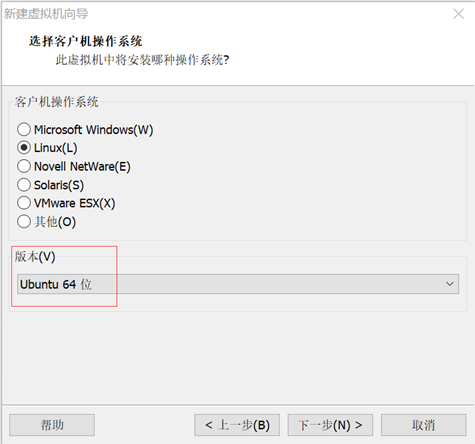 新建虚拟机向导
选择客户机操作系统
此虚拟机中将安装哪种操作系统?
客户机操作系统
Microsoft Windows(W)
Linux(L)
Novell NetWare(E)
Solaris(S)
VMware ESX(X)
其他(O)
版本(V)
Ubuntu 64 位
帮助
< 上一步(B)
下一步(N) >
取消